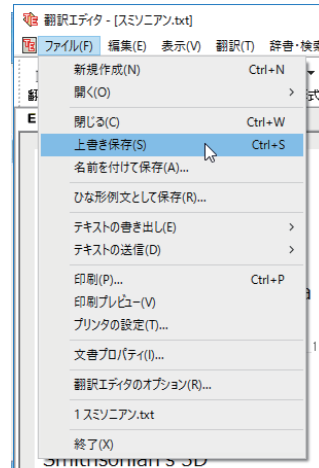 翻訳エディタ - [スミソニアン.txt]
ファイル(F) 編集(E) 表示(V) 翻訳(T) 辞書・検索
新規作成(N) Ctrl+N
開く(O) >
閉じる(C) Ctrl+W
上書き保存(S) Ctrl+S
名前を付けて保存(A)...
ひな形例文として保存(R)...
テキストの書き出し(E) >
テキストの送信(D) >
印刷(P)... Ctrl+P
印刷プレビュー(V)
プリンタの設定(T)...
文書プロパティ(I)...
翻訳エディタのオプション(R)...
1 スミソニアン.txt
終了(X)
Smithsonian's 3D